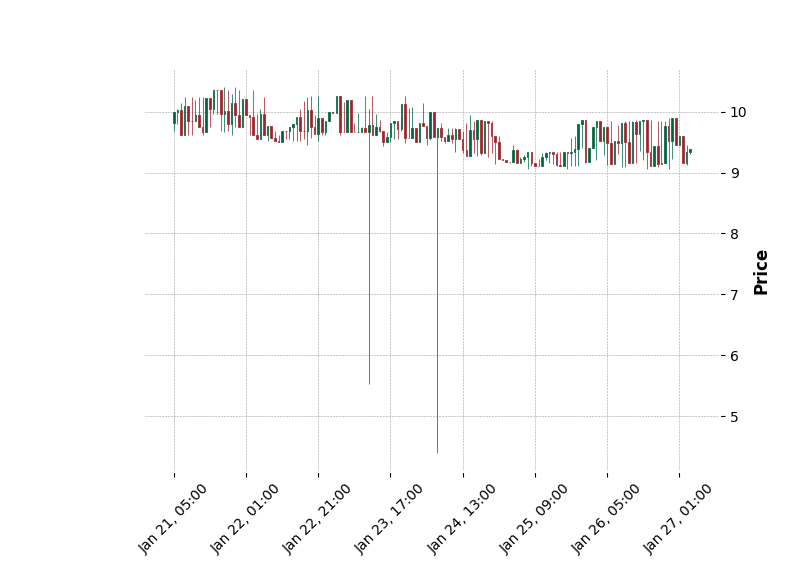 10
9
8
7
6
5
Price
Jan 21, 05:00
Jan 22, 01:00
Jan 22, 21:00
Jan 23, 17:00
Jan 24, 13:00
Jan 25, 09:00
Jan 26, 05:00
Jan 27, 01:00